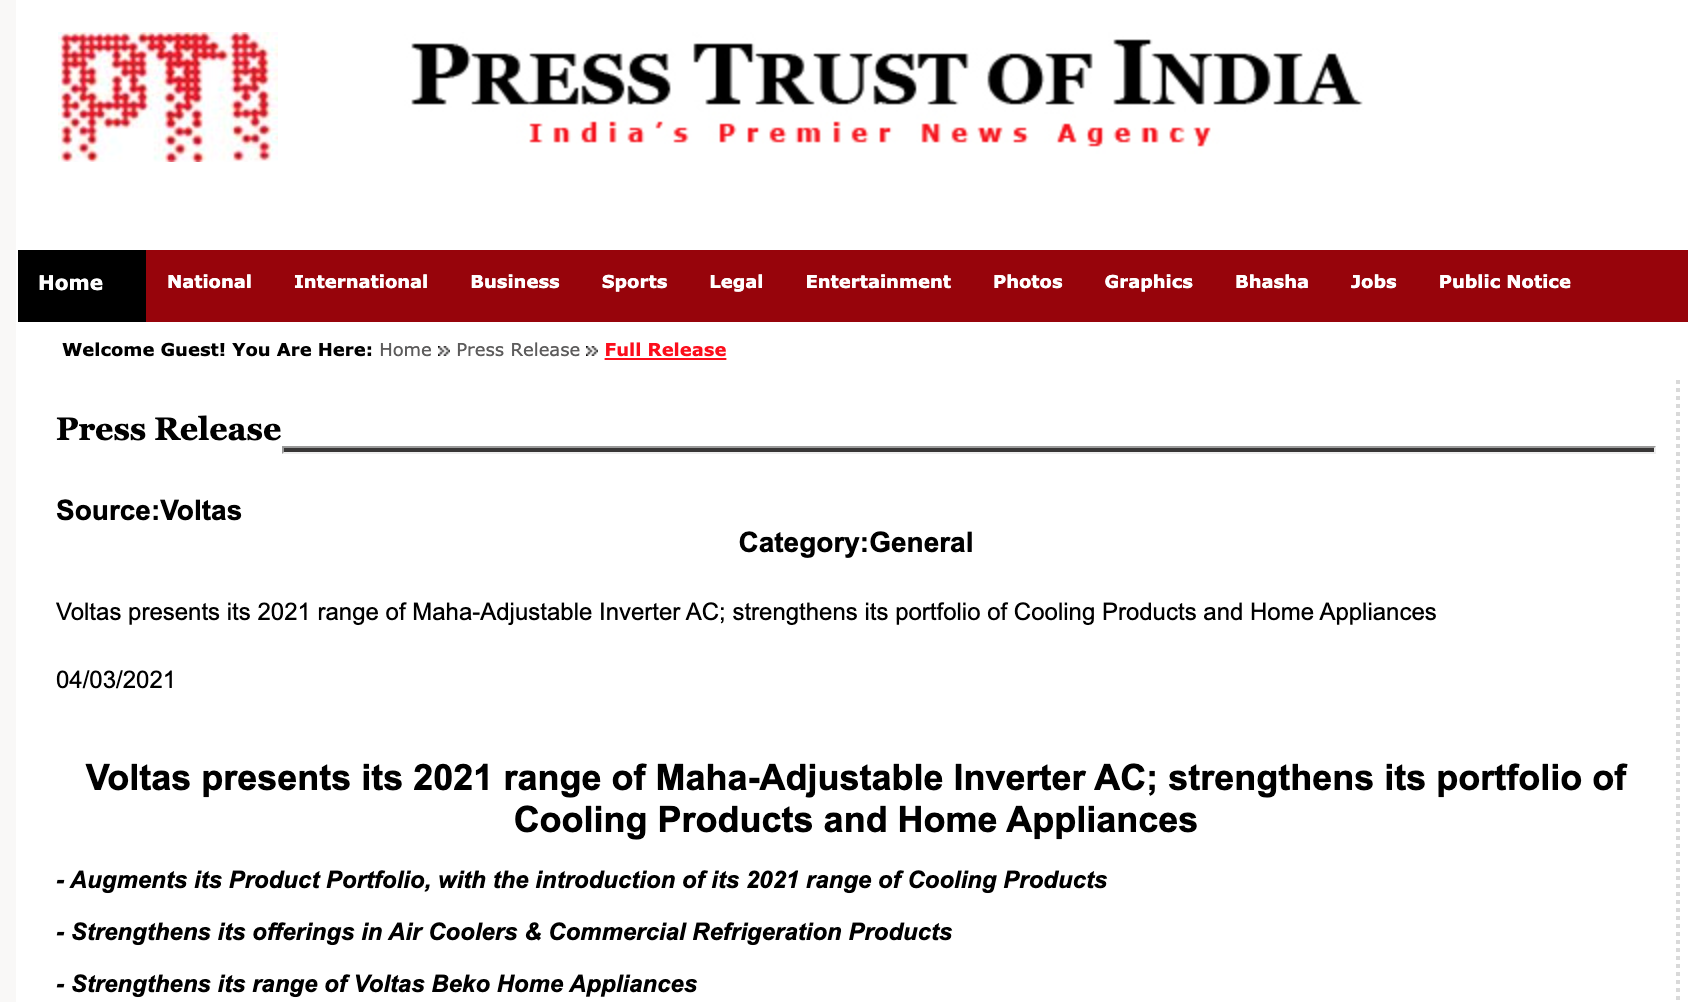 PTI
PRESS TRUST OF INDIA
India's Premier News Agency
Home National International Business Sports Legal Entertainment Photos Graphics Bhasha Jobs Public Notice
Welcome Guest! You Are Here: Home » Press Release » Full Release
Press Release
Source:Voltas
Category:General
Voltas presents its 2021 range of Maha-Adjustable Inverter AC; strengthens its portfolio of Cooling Products and Home Appliances
04/03/2021
Voltas presents its 2021 range of Maha-Adjustable Inverter AC; strengthens its portfolio of
Cooling Products and Home Appliances
- Augments its Product Portfolio, with the introduction of its 2021 range of Cooling Products
- Strengthens its offerings in Air Coolers & Commercial Refrigeration Products
- Strengthens its range of Voltas Beko Home Appliances